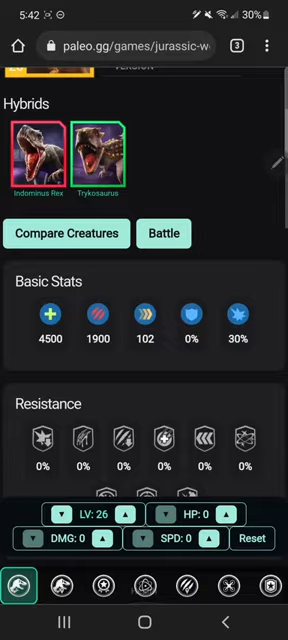 5:42
30%
paleo.gg/games/jurassic-w
3
VERSION
Hybrids
Indominus Rex Trykosaurus
Compare Creatures Battle
Basic Stats
4500 1900 102 0% 30%
Resistance
0% 0% 0% 0% 0% 0%
LV: 26 HP: 0
DMG: 0 SPD: 0 Reset